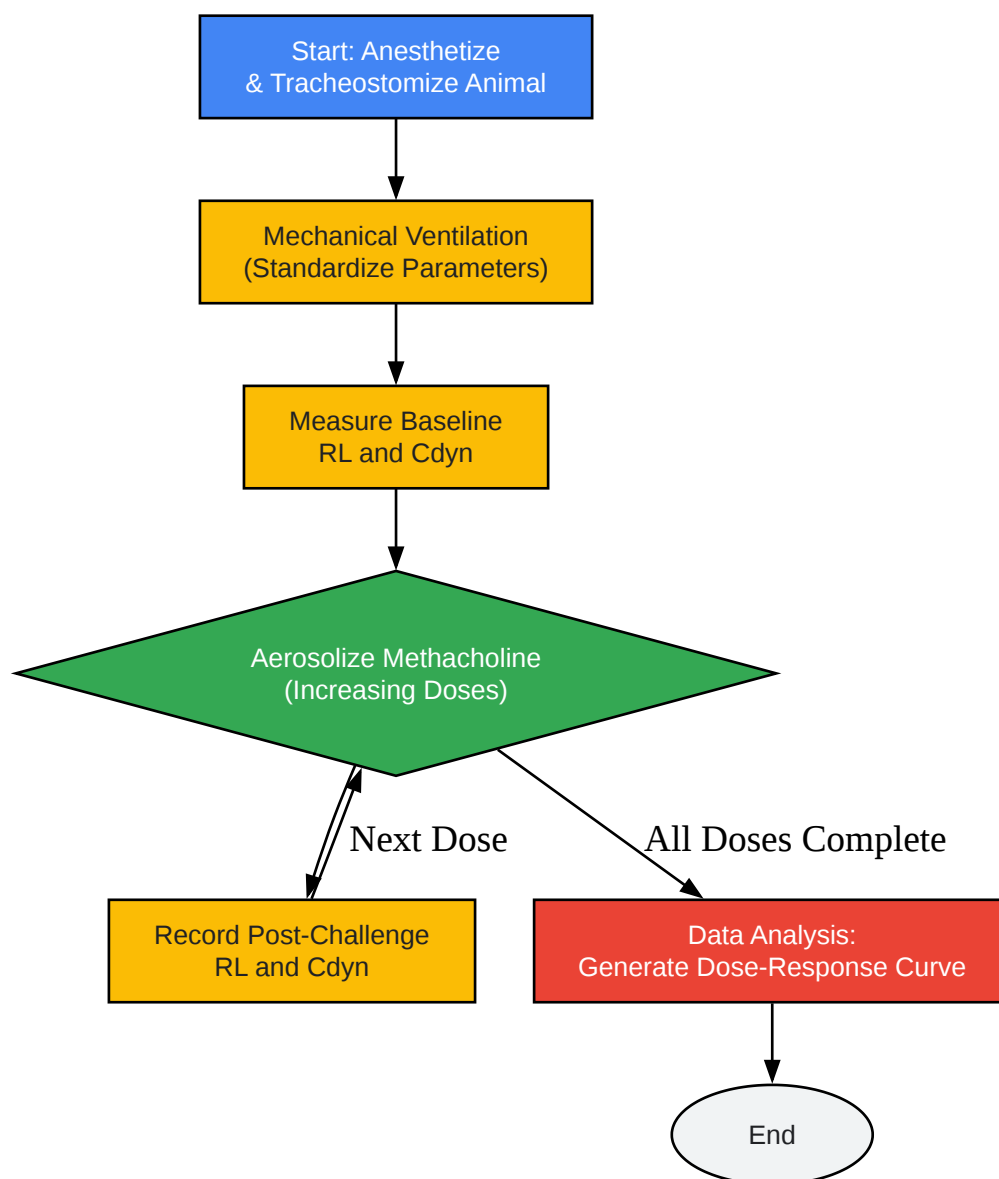 Start: Anesthetize
& Tracheostomize Animal
Mechanical Ventilation
(Standardize Parameters)
Measure Baseline
RL and Cdyn
Aerosolize Methacholine
(Increasing Doses)
Next Dose
All Doses Complete
Record Post-Challenge
RL and Cdyn
Data Analysis:
Generate Dose-Response Curve
End